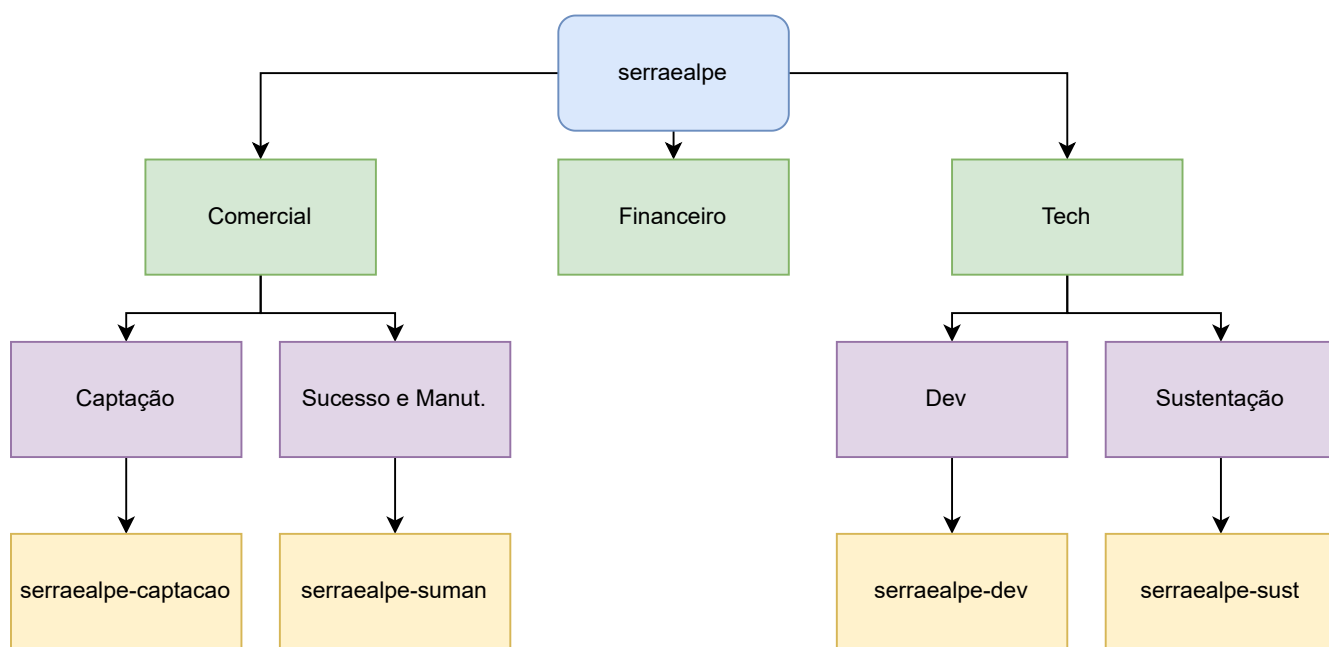 serraealpe
Comercial
Financeiro
Tech
Captação
Sucesso e Manut.
Dev
Sustentação
serraealpe-captacao
serraealpe-suman
serraealpe-dev
serraealpe-sust